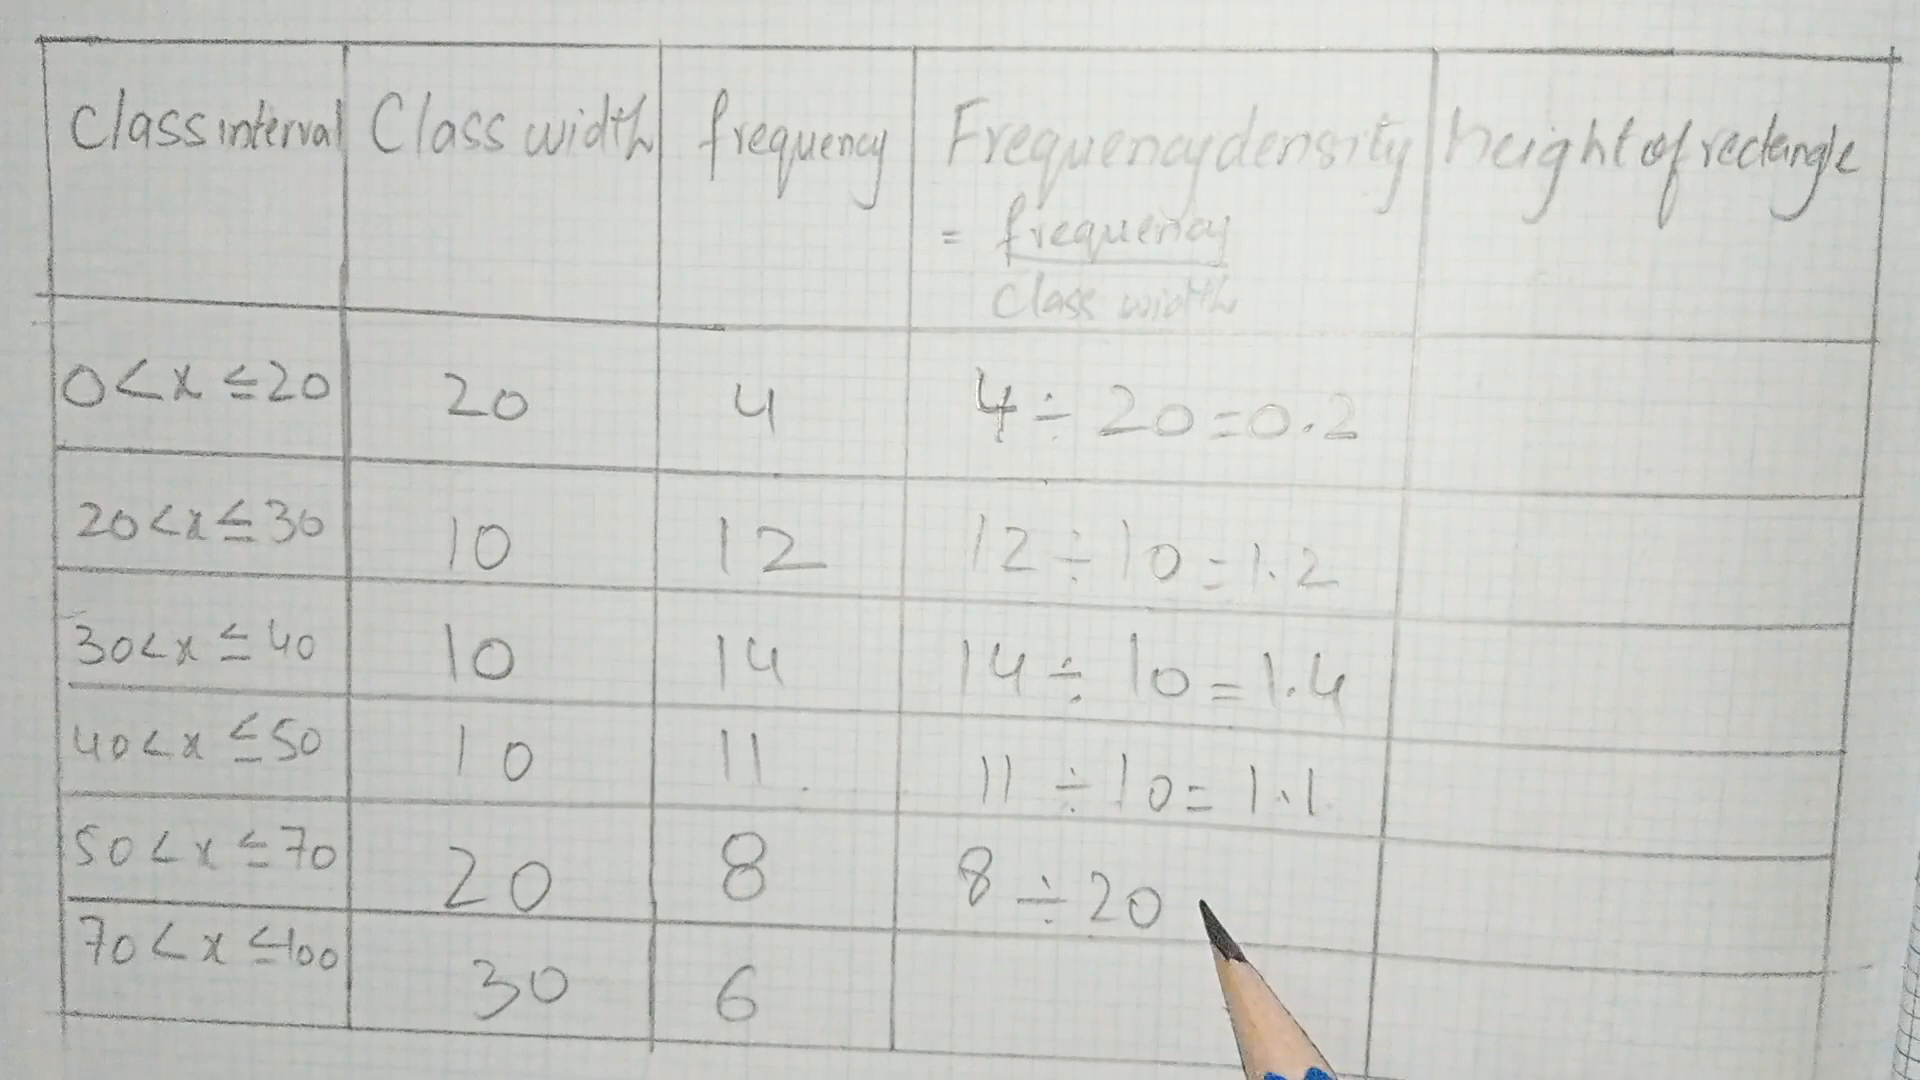 Class interval Class width frequency Frequency density height of rectangle
= frequency
Class width
0<x≤20 20 4 4÷20=0.2
20<x≤30 10 12 12÷10=1.2
30<x≤40 10 14 14÷10=1.4
40<x≤50 10 11 11÷10=1.1
50<x≤70 20 8 8÷20
70<x≤100 30 6